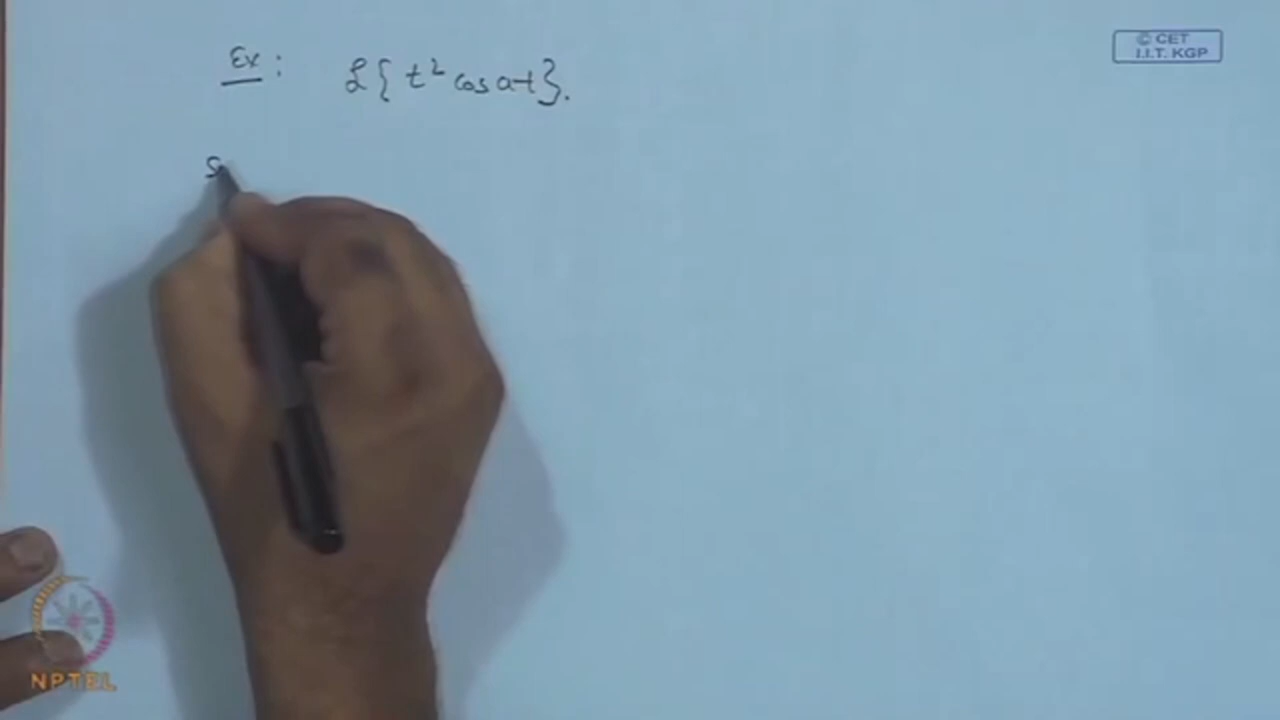 © CET
I.I.T. KGP
Ex : ℒ{ t² cos at }.
S
NPTEL